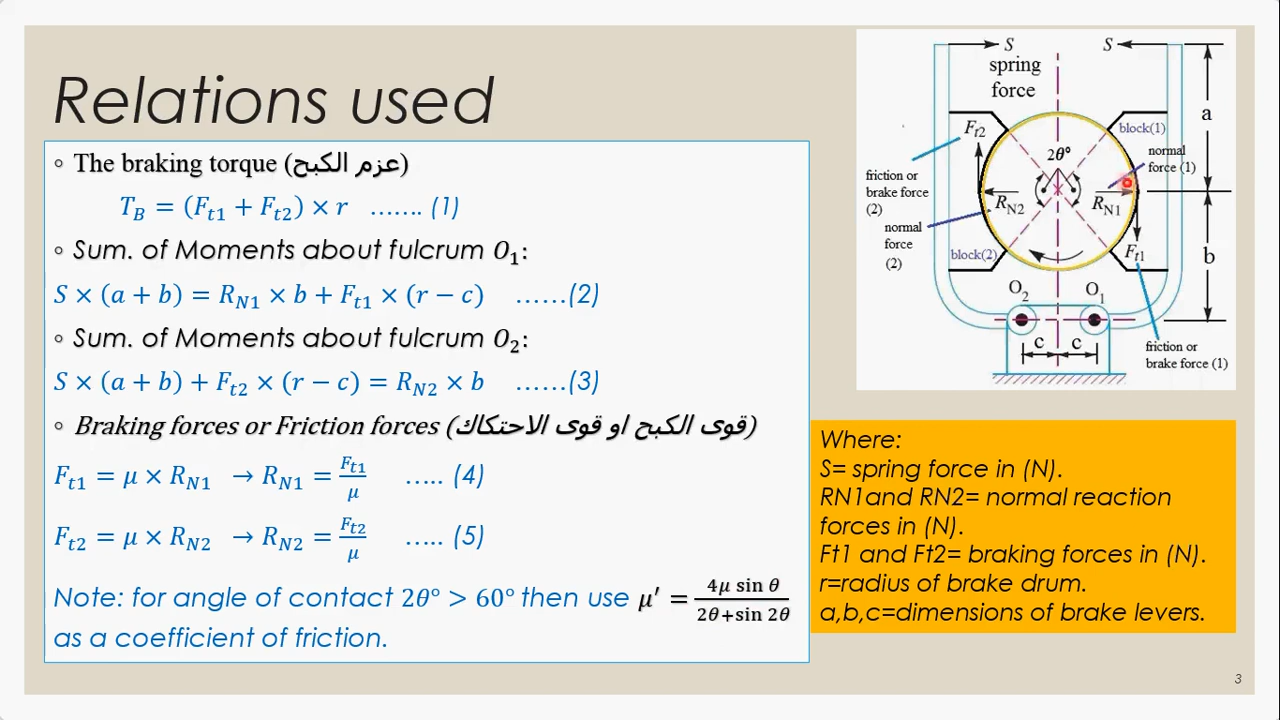 Relations used
◦ The braking torque (عزم الكبح)
T_B = (F_t1 + F_t2) × r ……. (1)
◦ Sum. of Moments about fulcrum O₁:
S × (a + b) = R_N1 × b + F_t1 × (r − c) ……(2)
◦ Sum. of Moments about fulcrum O₂:
S × (a + b) + F_t2 × (r − c) = R_N2 × b ……(3)
◦ Braking forces or Friction forces (قوى الكبح او قوى الاحتكاك)
F_t1 = μ × R_N1 → R_N1 = F_t1/μ ….. (4)
F_t2 = μ × R_N2 → R_N2 = F_t2/μ ….. (5)
Note: for angle of contact 2θ° > 60° then use μ′ = 4μ sin θ / 2θ+sin 2θ
as a coefficient of friction.
S
S
spring
force
a
F_t2
block(1)
normal
force (1)
2θ°
friction or
brake force
(2)
R_N2
R_N1
normal
force
(2)
block(2)
F_t1
b
O₂
O₁
c
c
friction or
brake force (1)
Where:
S= spring force in (N).
RN1and RN2= normal reaction
forces in (N).
Ft1 and Ft2= braking forces in (N).
r=radius of brake drum.
a,b,c=dimensions of brake levers.
3